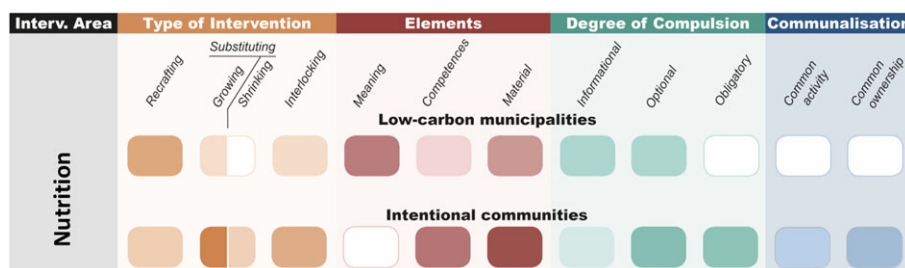 Interv. Area Type of Intervention Elements Degree of Compulsion Communalisation
Substituting
Recrafting Growing Shrinking Interlocking Meaning Competences Material Informational Optional Obligatory Common activity Common ownership
Low-carbon municipalities
Nutrition
Intentional communities